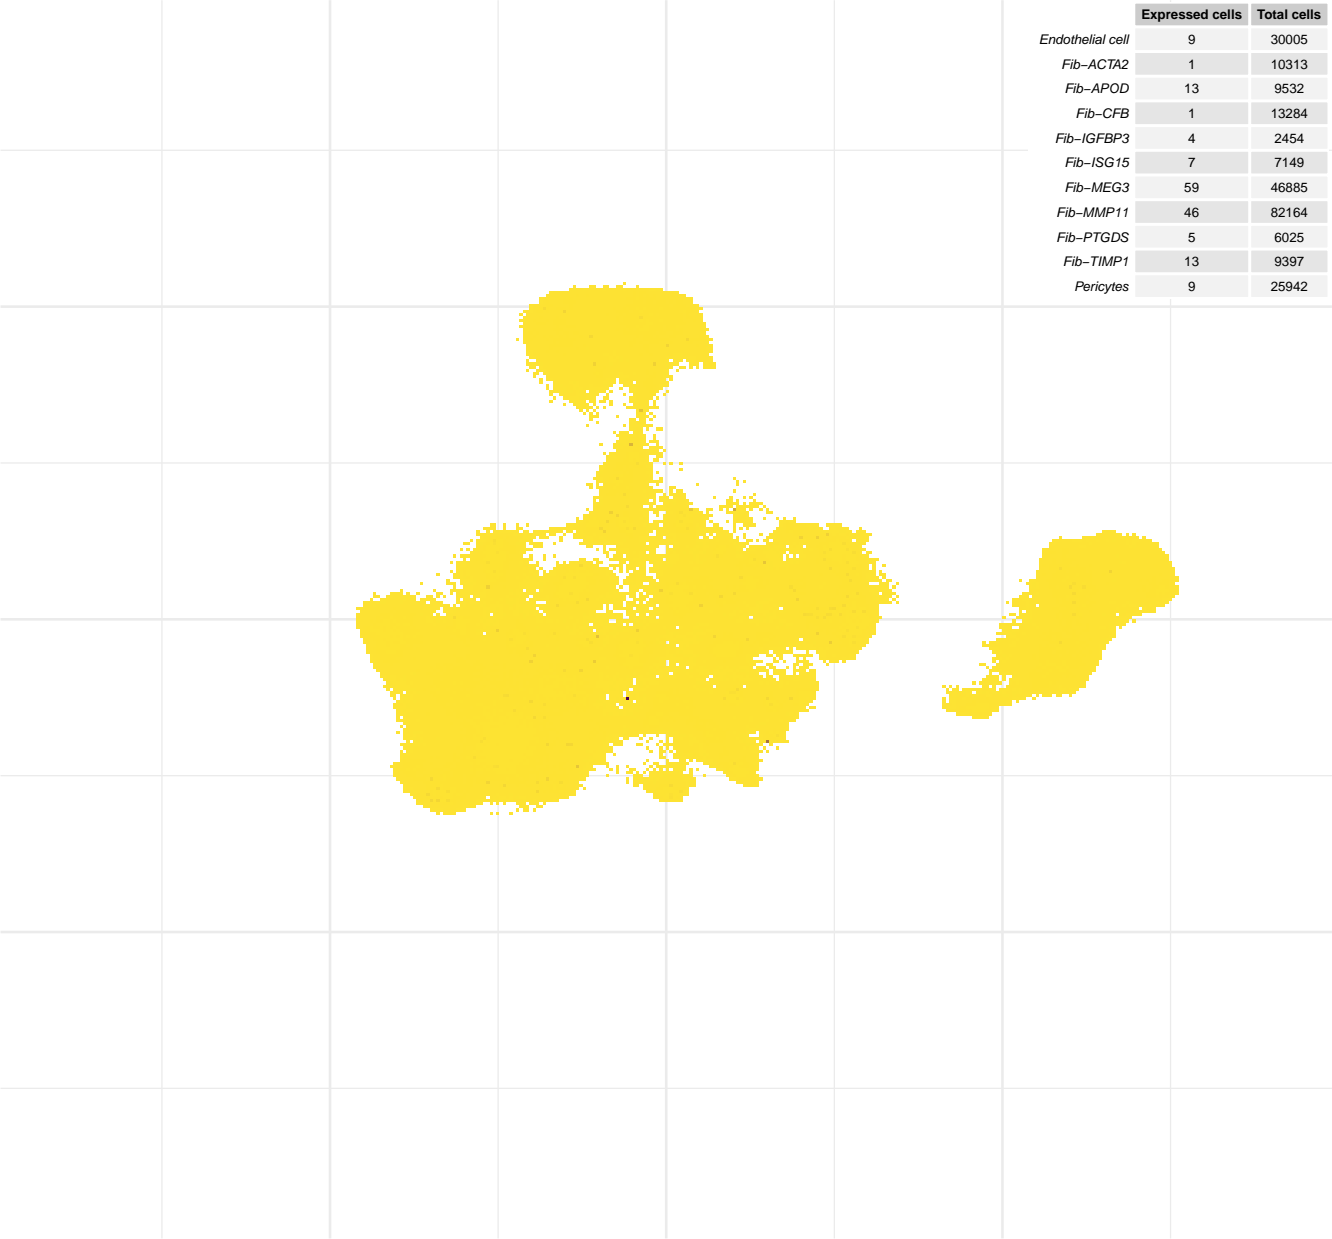 Expressed cells Total cells
Endothelial cell 9 30005
Fib−ACTA2 1 10313
Fib−APOD 13 9532
Fib−CFB 1 13284
Fib−IGFBP3 4 2454
Fib−ISG15 7 7149
Fib−MEG3 59 46885
Fib−MMP11 46 82164
Fib−PTGDS 5 6025
Fib−TIMP1 13 9397
Pericytes 9 25942